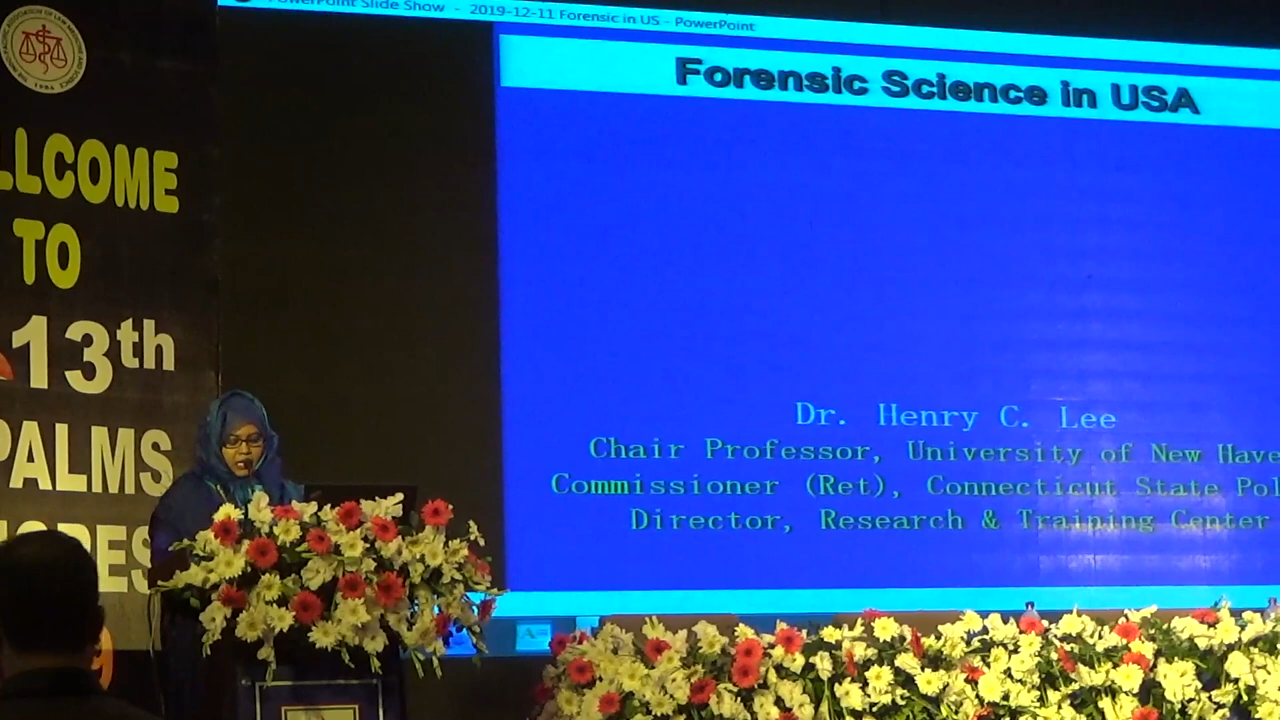 PowerPoint Slide Show - 2019-12-11 Forensic in US - PowerPoint
Forensic Science in USA
Dr. Henry C. Lee
Chair Professor, University of New Have
Commissioner (Ret), Connecticut State Pol
Director, Research & Training Center
LLCOME
TO
13th
PALMS
1986